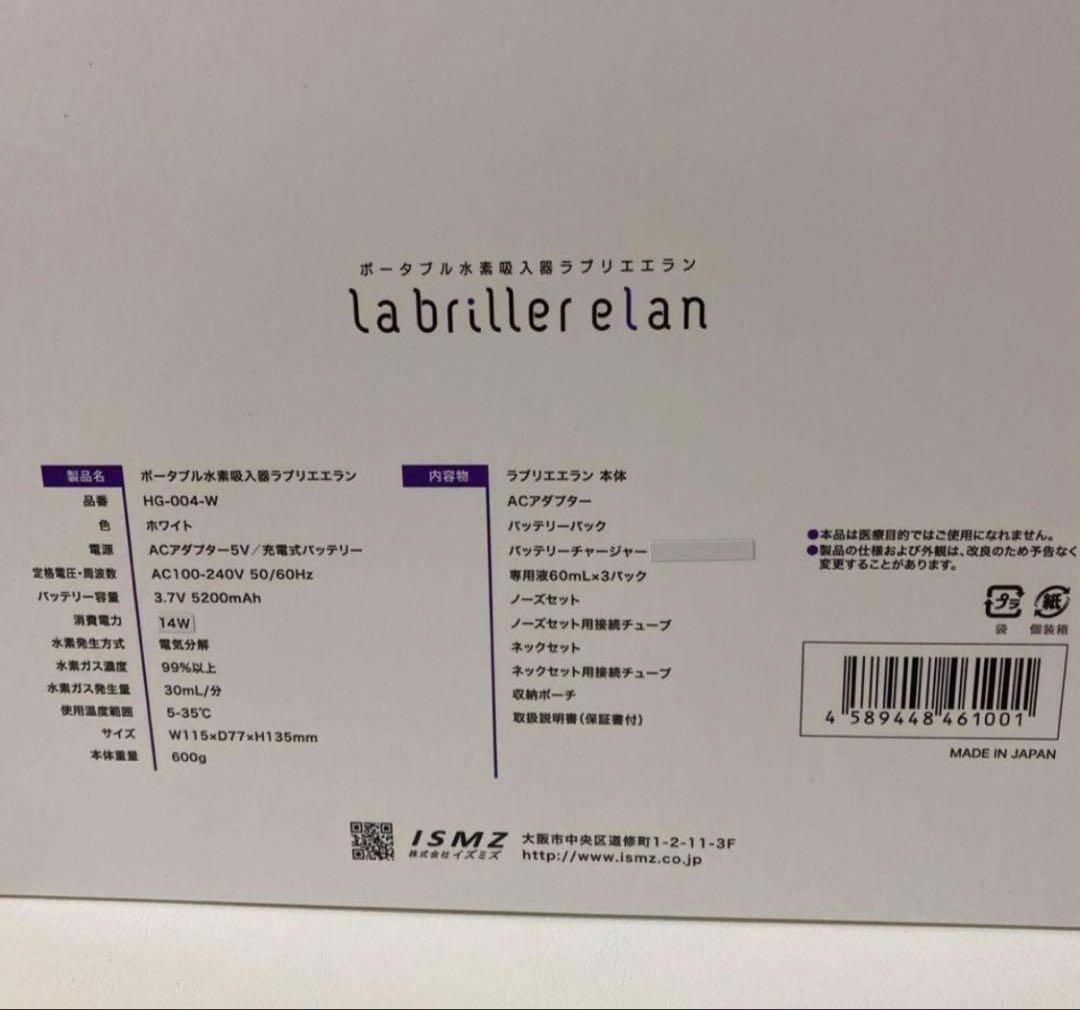 ポータブル水素吸入器ラブリエエラン
la briller elan
製品名 ポータブル水素吸入器ラブリエエラン
品番 HG-004-W
色 ホワイト
電源 ACアダプター5V／充電式バッテリー
定格電圧・周波数 AC100-240V 50/60Hz
バッテリー容量 3.7V 5200mAh
消費電力 14W
水素発生方式 電気分解
水素ガス濃度 99%以上
水素ガス発生量 30mL/分
使用温度範囲 5-35℃
サイズ W115×D77×H135mm
本体重量 600g
内容物 ラブリエエラン 本体
ACアダプター
バッテリーパック
バッテリーチャージャー
専用液60mL×3パック
ノーズセット
ノーズセット用接続チューブ
ネックセット
ネックセット用接続チューブ
収納ポーチ
取扱説明書（保証書付）
●本品は医療目的ではご使用になれません。
●製品の仕様および外観は、改良のため予告なく
変更することがあります。
プラ 紙
袋 個装箱
4 589448 461001
MADE IN JAPAN
ISMZ
株式会社イズミズ
大阪市中央区道修町1-2-11-3F
http://www.ismz.co.jp